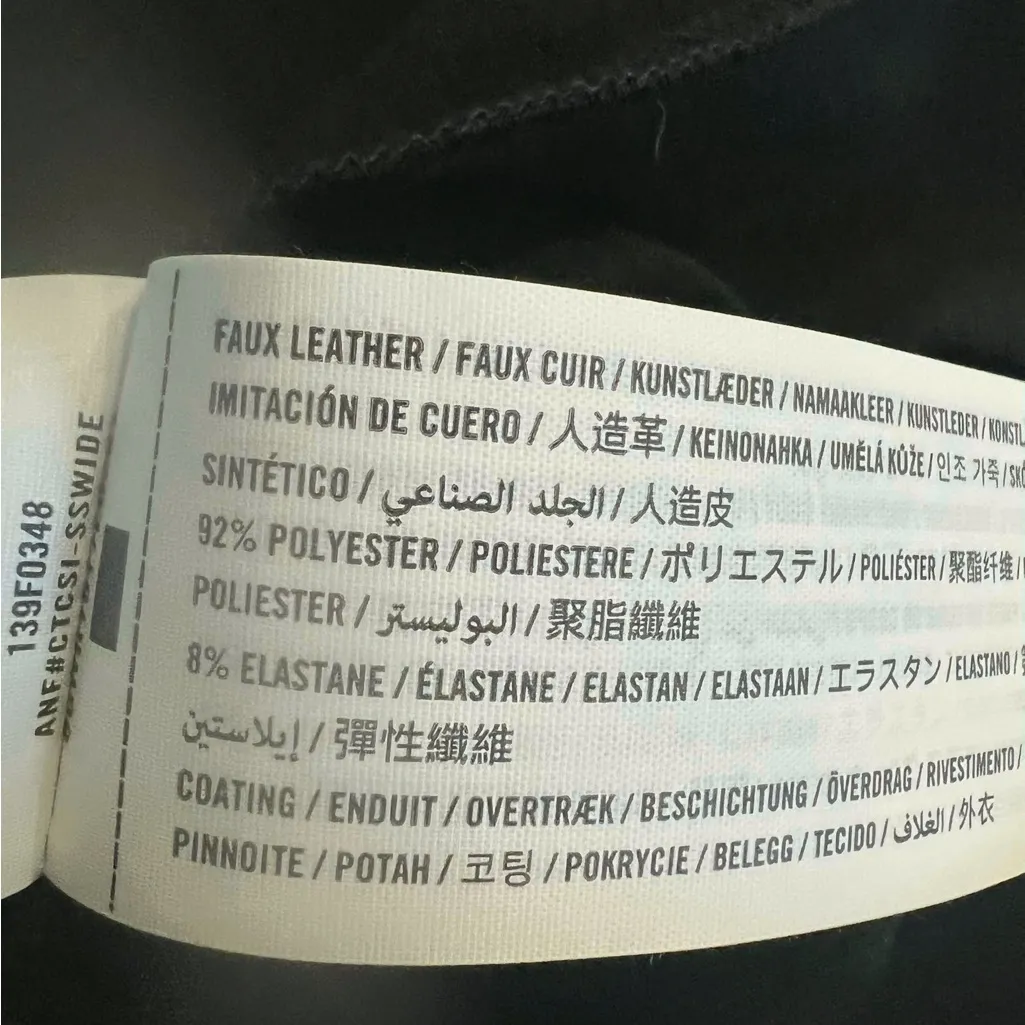 FAUX LEATHER / FAUX CUIR / KUNSTLÆDER / NAMAAKLEER / KUNSTLEDER /
IMITACIÓN DE CUERO / 人造革 / KEINONAHKA / UMĚLÁ KŮŽE / 인조 가죽 /
SINTÉTICO / الجلد الصناعي / 人造皮
92% POLYESTER / POLIESTERE / ポリエステル / POLIÉSTER / 聚酯纤维 /
POLIESTER / البوليستر / 聚脂纖維
8% ELASTANE / ÉLASTANE / ELASTAN / ELASTAAN / エラスタン / ELASTANO /
إيلاستين / 彈性纖維
COATING / ENDUIT / OVERTRÆK / BESCHICHTUNG / ÖVERDRAG / RIVESTIMENTO /
PINNOITE / POTAH / 코팅 / POKRYCIE / BELEGG / TECIDO / الغلاف / 外衣
139F0348
ANF#CTCSI-SSWIDE